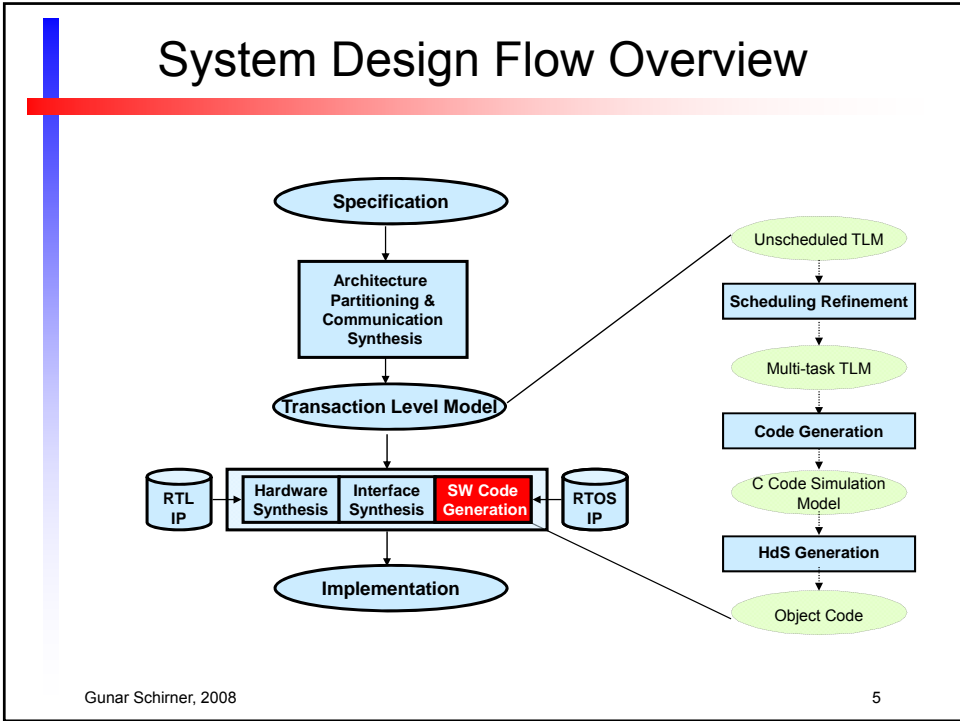 System Design Flow Overview
Specification
Architecture
Partitioning &
Communication
Synthesis
Transaction Level Model
RTL
IP
Hardware
Synthesis
Interface
Synthesis
SW Code
Generation
RTOS
IP
Implementation
Unscheduled TLM
Scheduling Refinement
Multi-task TLM
Code Generation
C Code Simulation
Model
HdS Generation
Object Code
Gunar Schirner, 2008
5